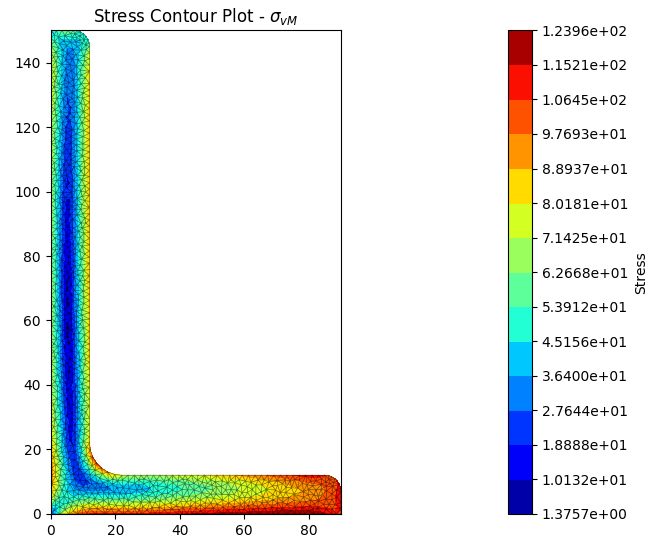 Stress Contour Plot - σvM
140
120
100
80
60
40
20
0
0 20 40 60 80
1.2396e+02
1.1521e+02
1.0645e+02
9.7693e+01
8.8937e+01
8.0181e+01
7.1425e+01
6.2668e+01
5.3912e+01
4.5156e+01
3.6400e+01
2.7644e+01
1.8888e+01
1.0132e+01
1.3757e+00
Stress